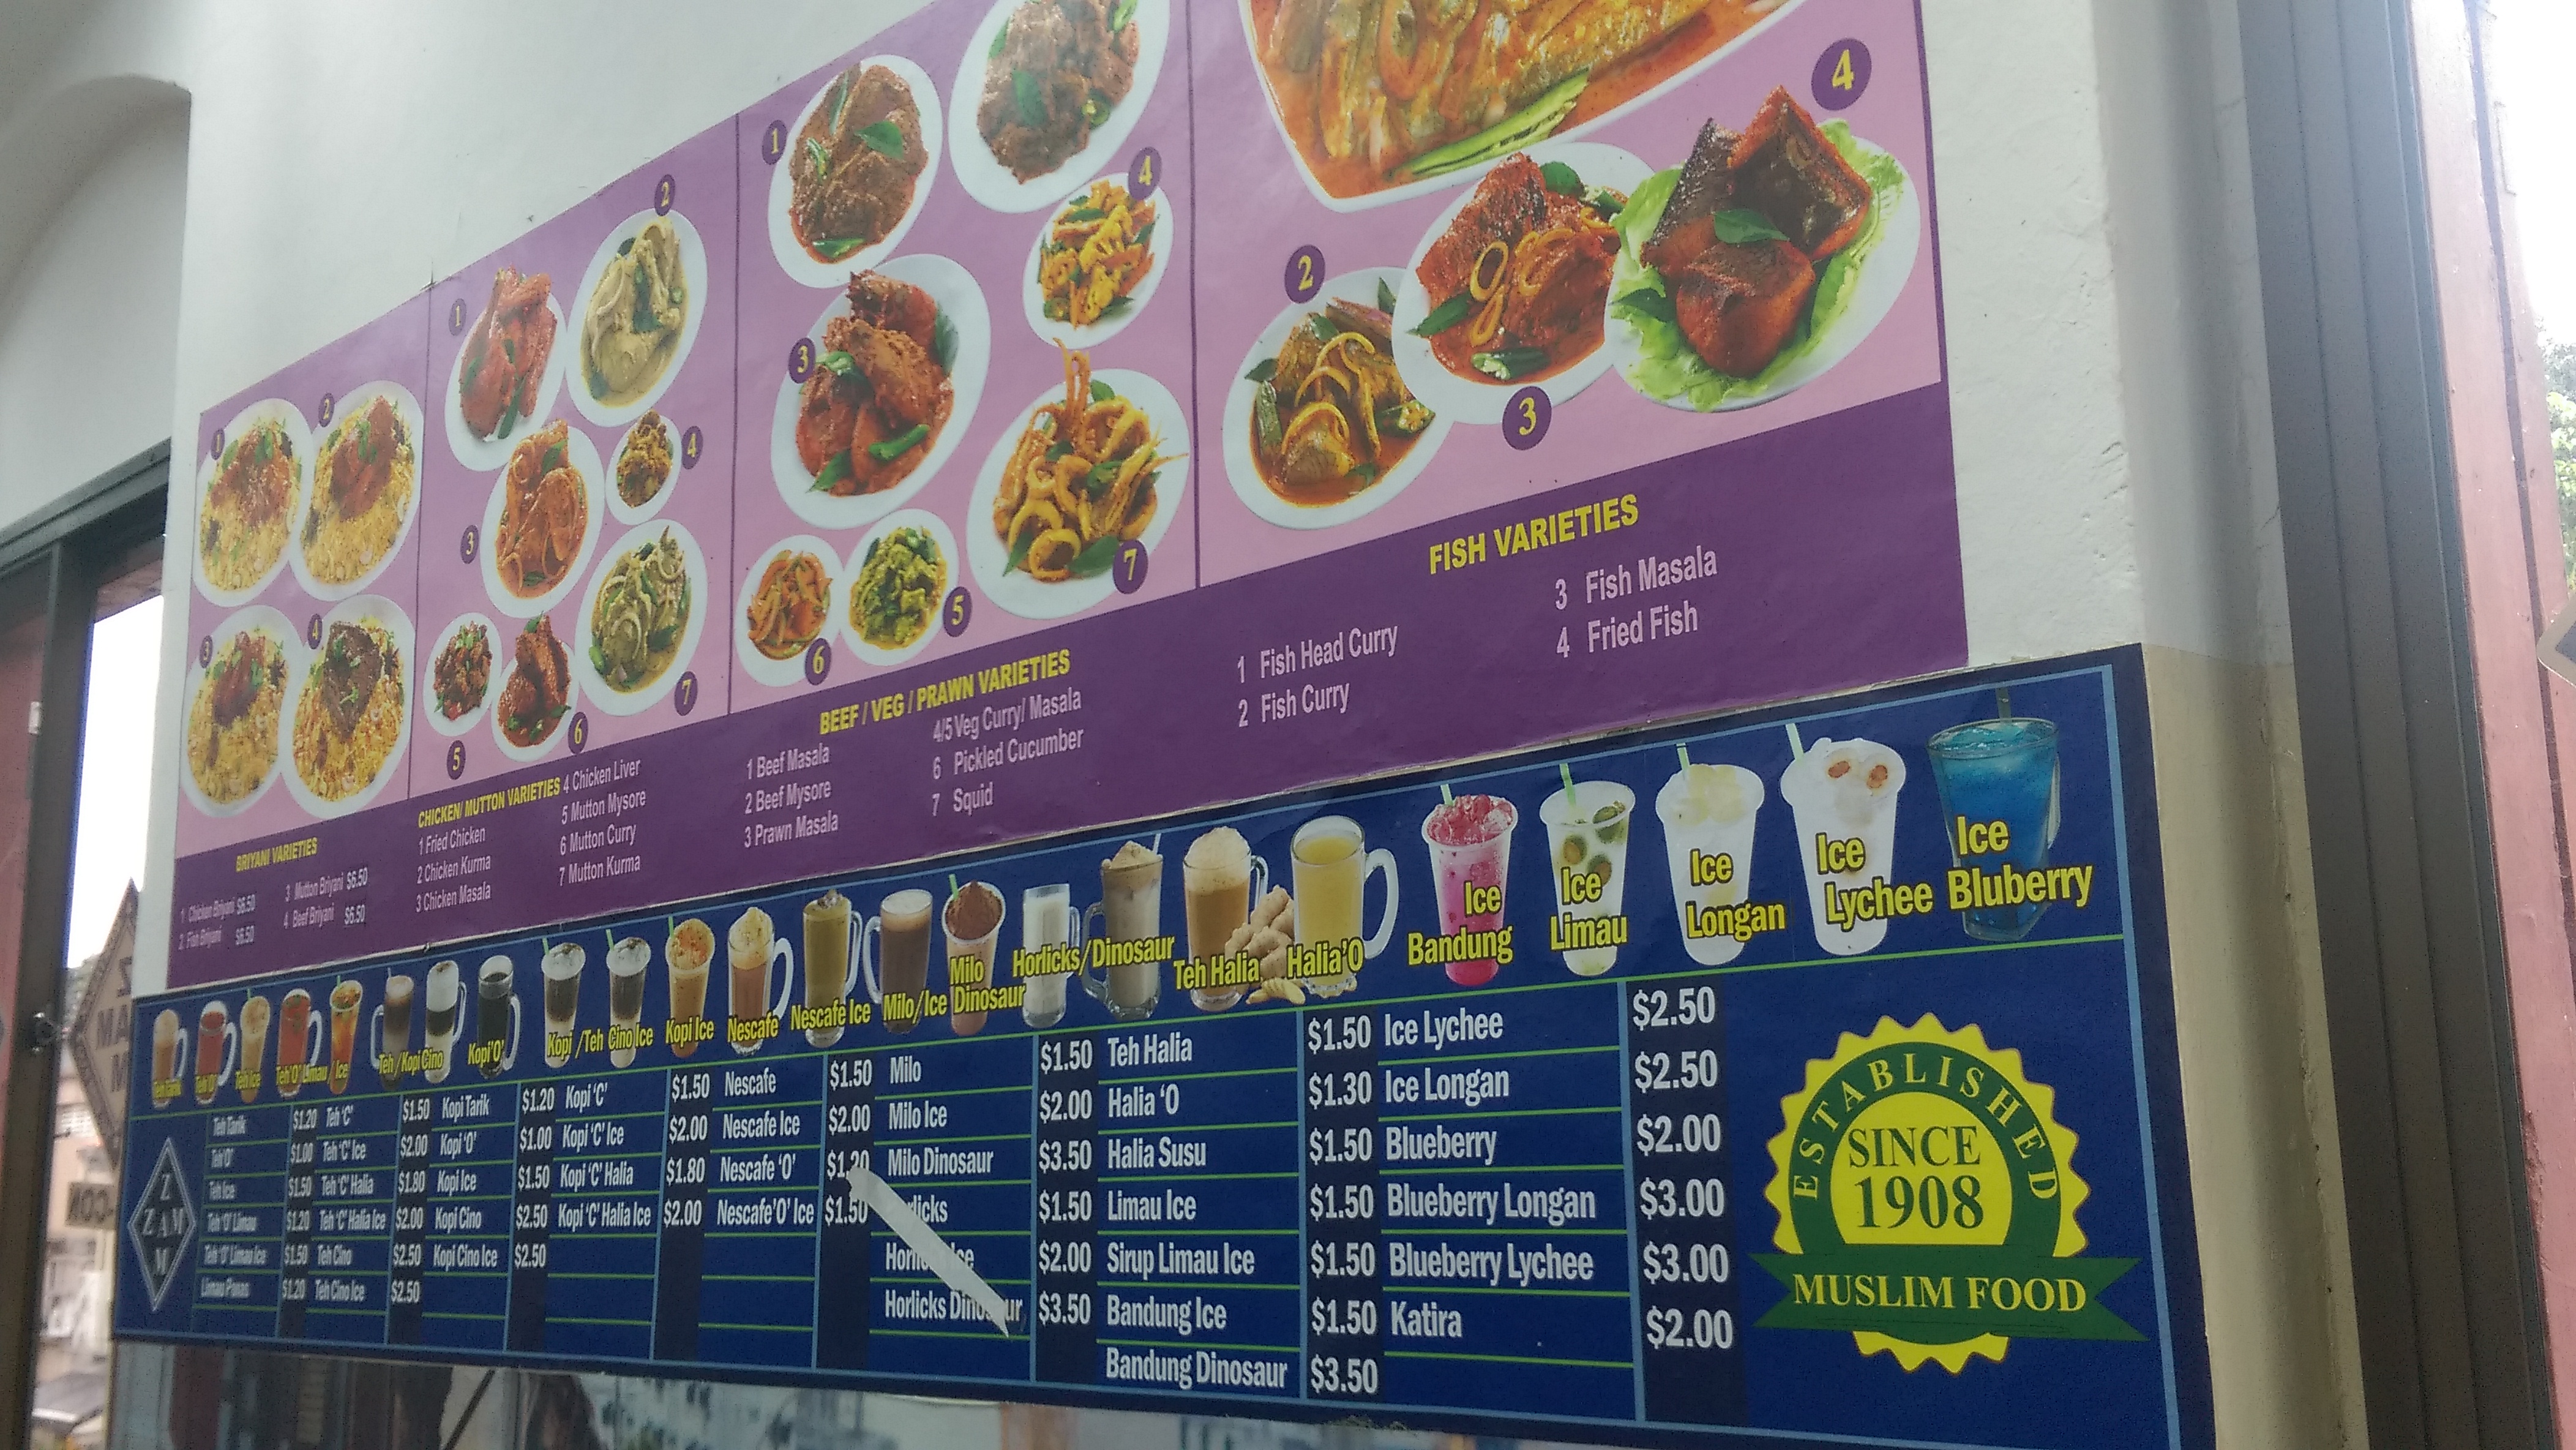 1
2
3
4
1
2
3
4
5
6
7
1
3
4
5
6
7
2
3
4
BRIYANI VARIETIES
1 Chicken Briyani $6.50
2 Fish Briyani $6.50
3 Mutton Briyani $6.50
4 Beef Briyani $6.50
CHICKEN/ MUTTON VARIETIES
1 Fried Chicken
2 Chicken Kurma
3 Chicken Masala
4 Chicken Liver
5 Mutton Mysore
6 Mutton Curry
7 Mutton Kurma
BEEF / VEG / PRAWN VARIETIES
1 Beef Masala
2 Beef Mysore
3 Prawn Masala
4/5 Veg Curry/ Masala
6 Pickled Cucumber
7 Squid
FISH VARIETIES
1 Fish Head Curry
2 Fish Curry
3 Fish Masala
4 Fried Fish
Teh Tarik
Teh'O'
Teh Ice
Teh'O' Limau / Ice
Teh / Kopi Cino
Kopi'O'
Kopi /Teh Cino Ice
Kopi Ice
Nescafe
Nescafe Ice
Milo/Ice
Milo
Dinosaur
Horlicks/Dinosaur
Teh Halia
Halia'O
Ice
Bandung
Ice
Limau
Ice
Longan
Ice
Lychee
Ice
Bluberry
Z
ZAM
M
Teh Tarik $1.20
Teh'O' $1.00
Teh Ice $1.50
Teh 'O' Limau $1.20
Teh 'O' Limau Ice $1.50
Limau Panas $1.20
Teh 'C' $1.50
Teh 'C' Ice $2.00
Teh 'C' Halia $1.80
Teh 'C' Halia Ice $2.00
Teh Cino $2.50
Teh Cino Ice $2.50
Kopi Tarik $1.20
Kopi 'O' $1.00
Kopi Ice $1.50
Kopi Cino $2.50
Kopi Cino Ice $2.50
Kopi 'C' $1.50
Kopi 'C' Ice $2.00
Kopi 'C' Halia $1.80
Kopi 'C' Halia Ice $2.00
Nescafe $1.50
Nescafe Ice $2.00
Nescafe 'O' $1.20
Nescafe'O' Ice $1.50
Milo $1.50
Milo Ice $2.00
Milo Dinosaur $3.50
Horlicks $1.50
Horlicks Ice $2.00
Horlicks Dinosaur $3.50
Teh Halia $1.50
Halia 'O $1.30
Halia Susu $1.50
Limau Ice $1.50
Sirup Limau Ice $1.50
Bandung Ice $1.50
Bandung Dinosaur $3.50
Ice Lychee $2.50
Ice Longan $2.50
Blueberry $2.00
Blueberry Longan $3.00
Blueberry Lychee $3.00
Katira $2.00
ESTABLISHED
SINCE
1908
MUSLIM FOOD